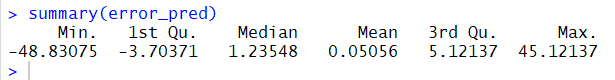 > summary(error_pred)
Min. 1st Qu. Median Mean 3rd Qu. Max.
-48.83075 -3.70371 1.23548 0.05056 5.12137 45.12137
>